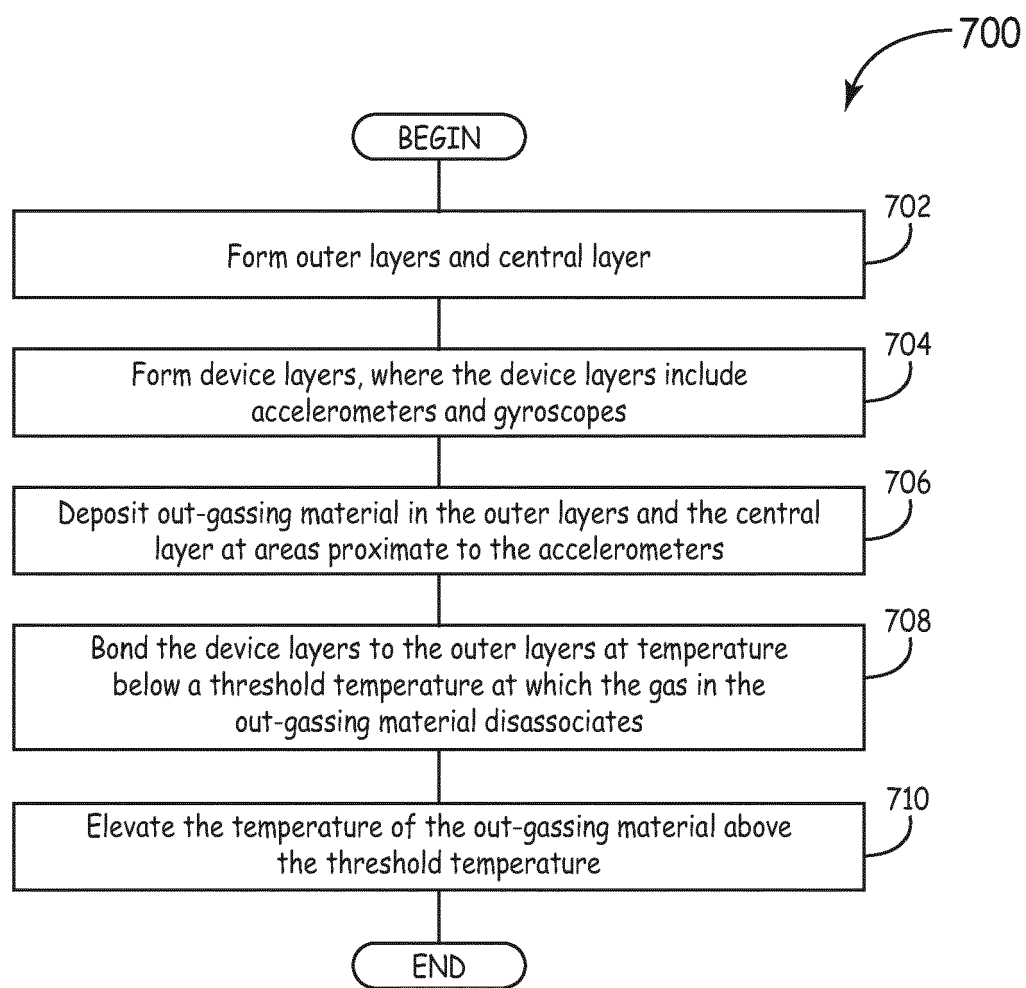 700
BEGIN
702
Form outer layers and central layer
704
Form device layers, where the device layers include
accelerometers and gyroscopes
706
Deposit out-gassing material in the outer layers and the central
layer at areas proximate to the accelerometers
708
Bond the device layers to the outer layers at temperature
below a threshold temperature at which the gas in the
out-gassing material disassociates
710
Elevate the temperature of the out-gassing material above
the threshold temperature
END